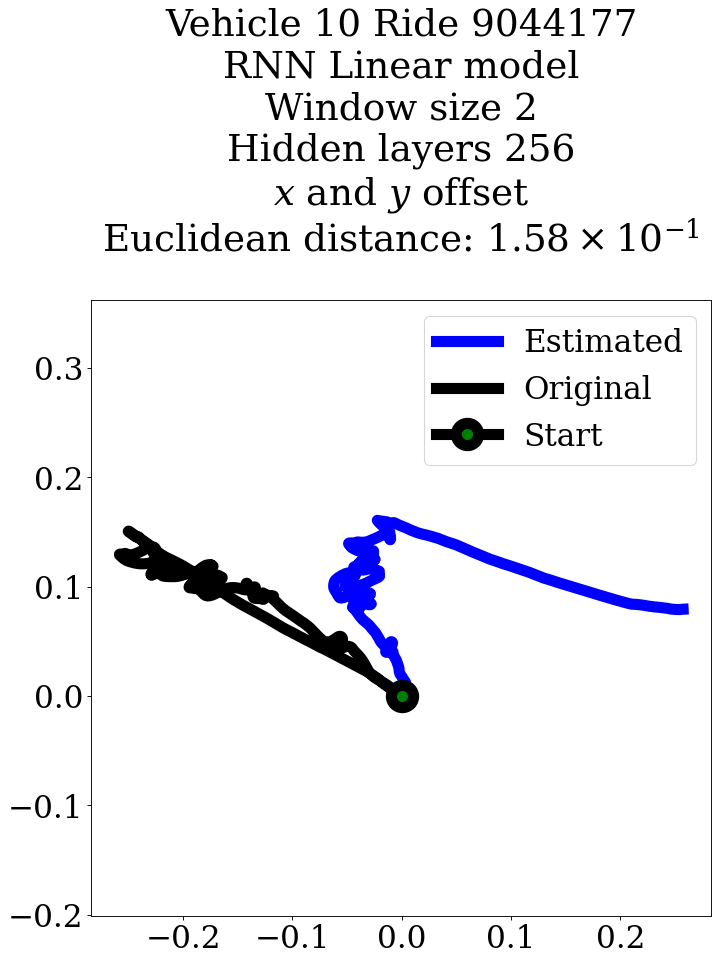 Vehicle 10 Ride 9044177
RNN Linear model
Window size 2
Hidden layers 256
x and y offset
Euclidean distance: 1.58 × 10⁻¹
Estimated
Original
Start
0.3
0.2
0.1
0.0
−0.1
−0.2
−0.2 −0.1 0.0 0.1 0.2